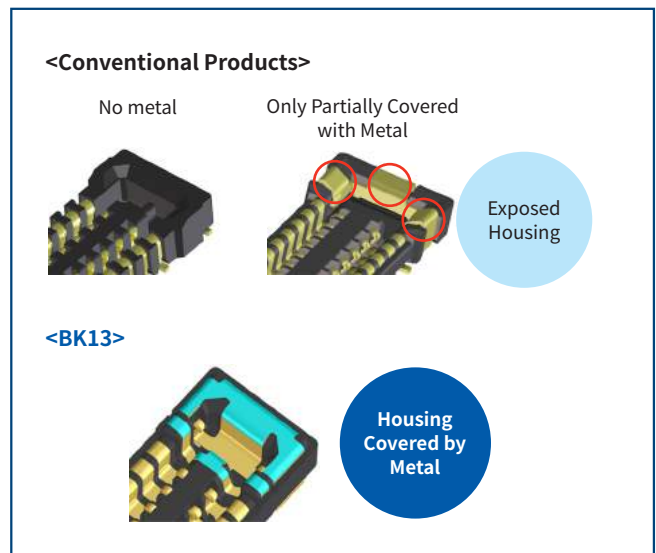 <Conventional Products>
No metal
Only Partially Covered
with Metal
Exposed
Housing
<BK13>
Housing
Covered by
Metal